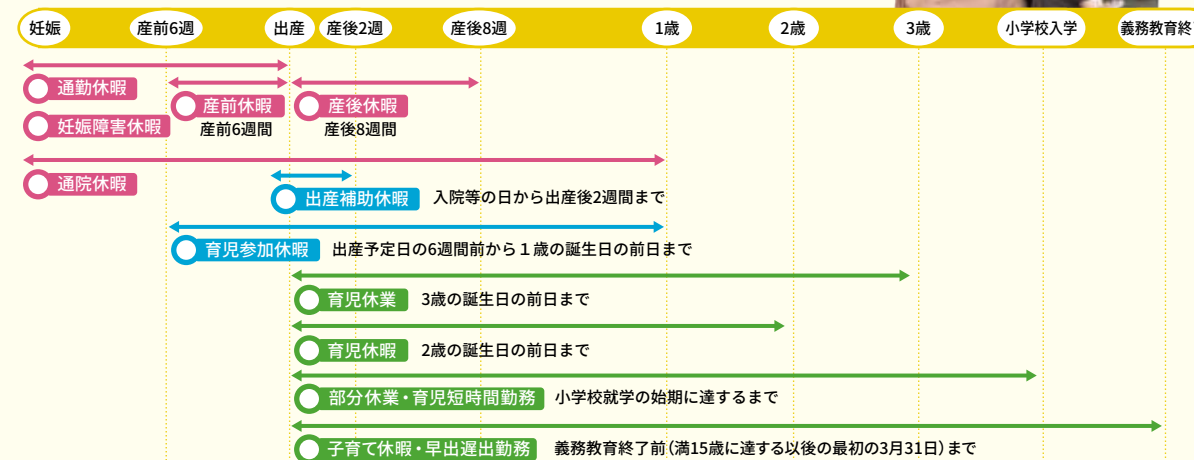 妊娠 産前6週 出産 産後2週 産後8週 1歳 2歳 3歳 小学校入学 義務教育終
通勤休暇
産前休暇 産後休暇
妊娠障害休暇 産前6週間 産後8週間
通院休暇
出産補助休暇 入院等の日から出産後2週間まで
育児参加休暇 出産予定日の6週間前から1歳の誕生日の前日まで
育児休業 3歳の誕生日の前日まで
育児休暇 2歳の誕生日の前日まで
部分休業・育児短時間勤務 小学校就学の始期に達するまで
子育て休暇・早出遅出勤務 義務教育終了前(満15歳に達する以後の最初の3月31日)まで